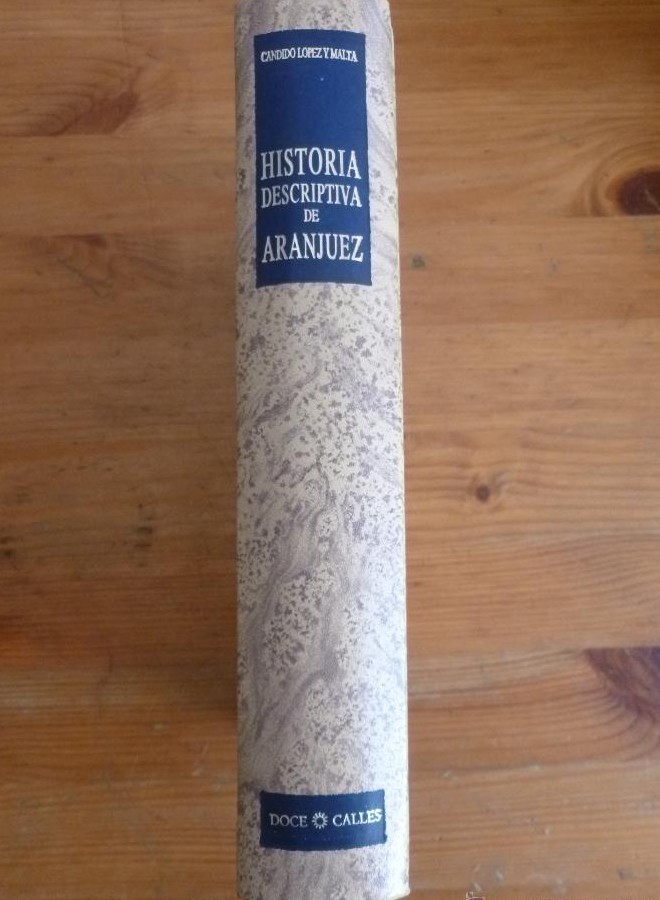 CANDIDO LOPEZ Y MALTA
HISTORIA
DESCRIPTIVA
DE
ARANJUEZ
DOCE CALLES